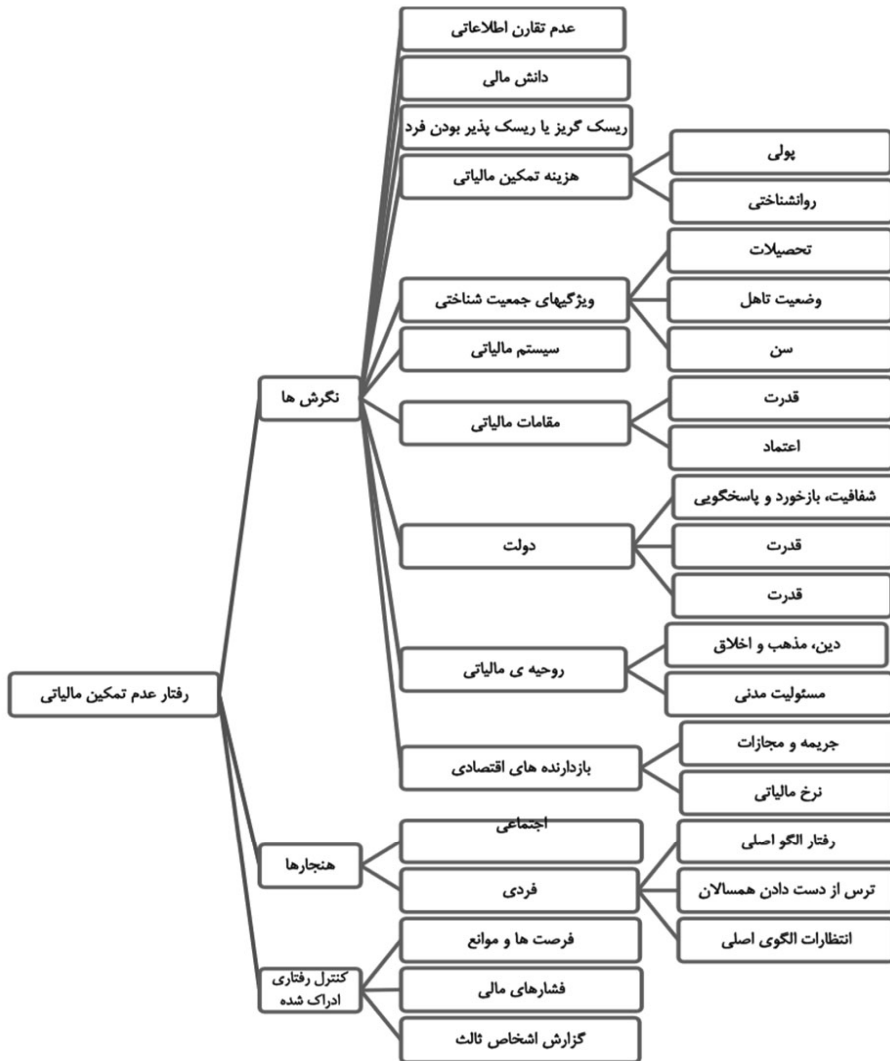 عدم تقارن اطلاعاتی
دانش مالی
ریسک گریز یا ریسک پذیر بودن فرد
هزینه تمکین مالیاتی
پولی
روانشناختی
ویژگیهای جمعیت شناختی
تحصیلات
وضعیت تاهل
سن
سیستم مالیاتی
نگرش ها
مقامات مالیاتی
قدرت
اعتماد
دولت
شفافیت، بازخورد و پاسخگویی
قدرت
قدرت
روحیه ی مالیاتی
دین، مذهب و اخلاق
مسئولیت مدنی
رفتار عدم تمکین مالیاتی
بازدارنده های اقتصادی
جریمه و مجازات
نرخ مالیاتی
هنجارها
اجتماعی
فردی
رفتار الگو اصلی
ترس از دست دادن همسالان
انتظارات الگوی اصلی
کنترل رفتاری
ادراک شده
فرصت ها و موانع
فشارهای مالی
گزارش اشخاص ثالث